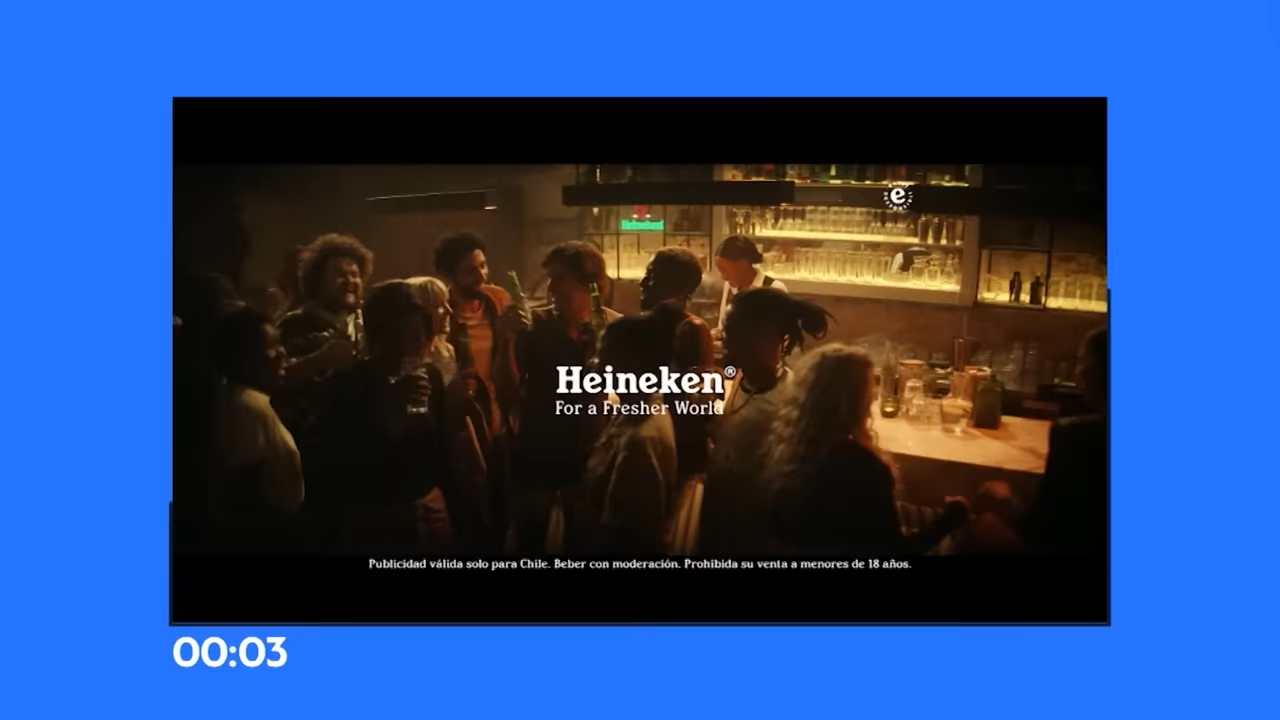 Heineken
e
Heineken®
For a Fresher World
Publicidad válida solo para Chile. Beber con moderación. Prohibida su venta a menores de 18 años.
00:03